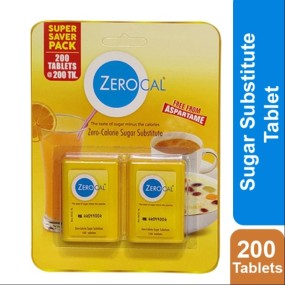 SUPER
SAVER
PACK
200
TABLETS
@ 200 TK.
ZEROCAL
The taste of sugar minus the calories
Zero-Calorie Sugar Substitute
FREE FROM
ASPARTAME
ZEROCAL
ZEROCAL
Sugar Substitute
Tablet
200
Tablets